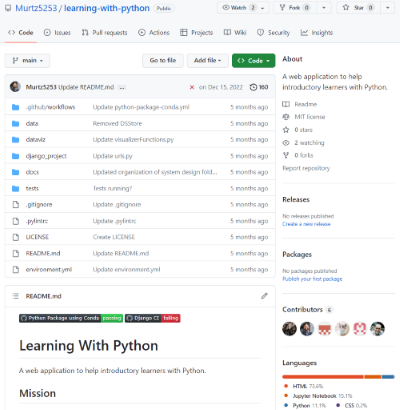 Murtz5253 / learning-with-python Public
Watch 2 Fork 0 Star 0
Code Issues Pull requests Actions Projects Wiki Security Insights
main Go to file Add file Code
Murtz5253 Update README.md ... on Dec 15, 2022 160
.github/workflows Update python-package-conda.yml 5 months ago
data Removed DSStore 5 months ago
dataviz Update visualizerFunctions.py 5 months ago
django_project Update urls.py 5 months ago
docs Updated organization of system design fold... 5 months ago
tests Tests running? 5 months ago
.gitignore Update .gitignore 5 months ago
.pylintrc Update .pylintrc 5 months ago
LICENSE Create LICENSE 5 months ago
README.md Update README.md 5 months ago
environment.yml Update environment.yml 5 months ago
README.md
Python Package using Conda passing Django CI failing
Learning With Python
A web application to help introductory learners with Python.
Mission
About
A web application to help
introductory learners with Python.
Readme
MIT license
0 stars
2 watching
0 forks
Report repository
Releases
No releases published
Create a new release
Packages
No packages published
Publish your first package
Contributors 6
Languages
HTML 73.6%
Jupyter Notebook 15.1%
Python 11.1% CSS 0.2%